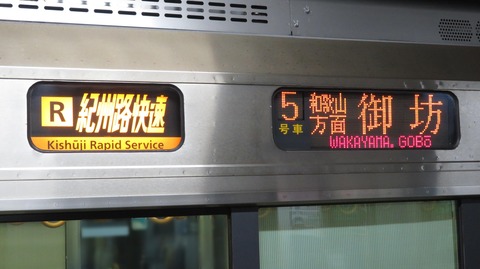 R 紀州路快速
Kishūji Rapid Service
5号車
和歌山方面 御坊
WAKAYAMA. GOBŌ